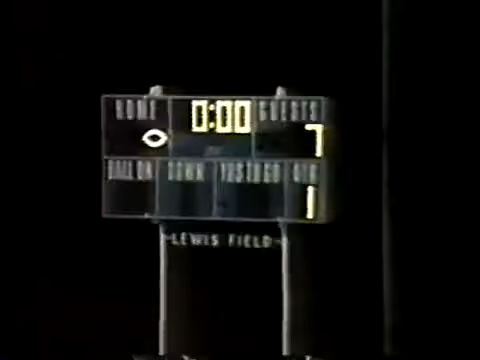 HOME 0:00 GUESTS
0 7
BALL ON DOWN YDS TO GO QTR
1
LEWIS FIELD